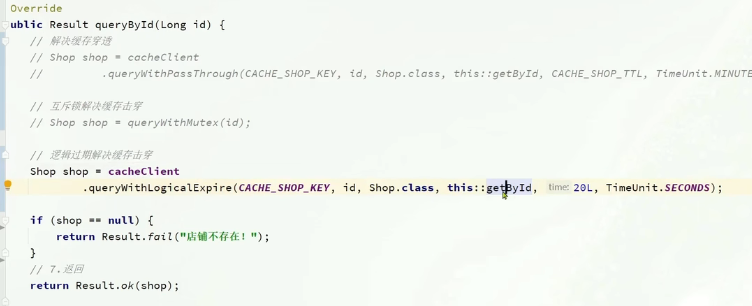 Override
ublic Result queryById(Long id) {
// 解决缓存穿透
// Shop shop = cacheClient
//         .queryWithPassThrough(CACHE_SHOP_KEY, id, Shop.class, this::getById, CACHE_SHOP_TTL, TimeUnit.MINUTE
// 互斥锁解决缓存击穿
// Shop shop = queryWithMutex(id);
// 逻辑过期解决缓存击穿
Shop shop = cacheClient
.queryWithLogicalExpire(CACHE_SHOP_KEY, id, Shop.class, this::getById, time: 20L, TimeUnit.SECONDS);
if (shop == null) {
return Result.fail("店铺不存在！");
}
// 7.返回
return Result.ok(shop);